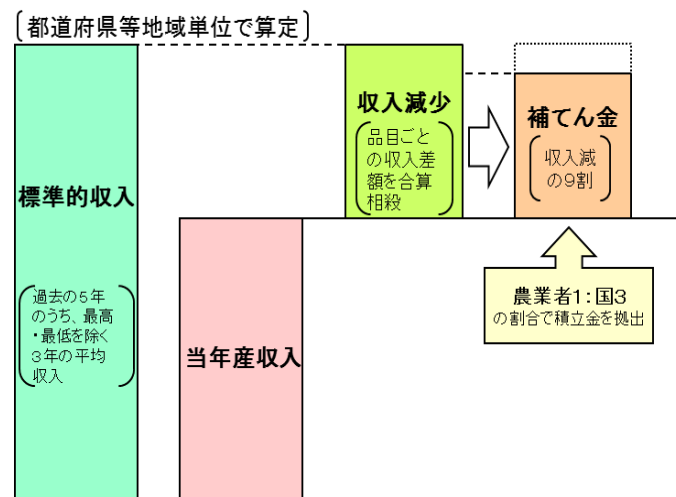 〔都道府県等地域単位で算定〕
収入減少
品目ごと
の収入差
額を合算
相殺
補てん金
収入減
の9割
標準的収入
過去の5年
のうち、最高
・最低を除く
3年の平均
収入
当年産収入
農業者1:国3
の割合で積立金を拠出